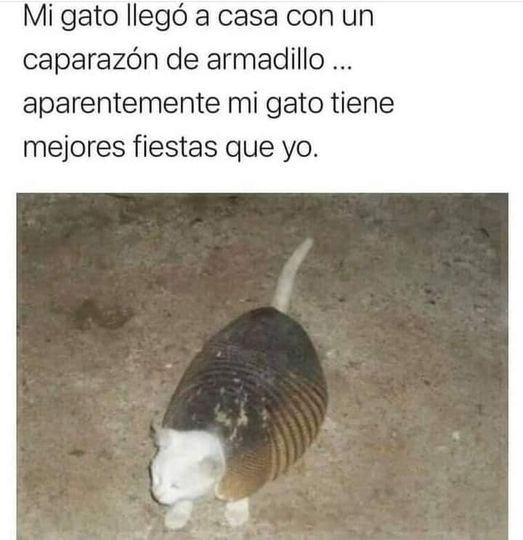 Mi gato llegó a casa con un
caparazón de armadillo ...
aparentemente mi gato tiene
mejores fiestas que yo.